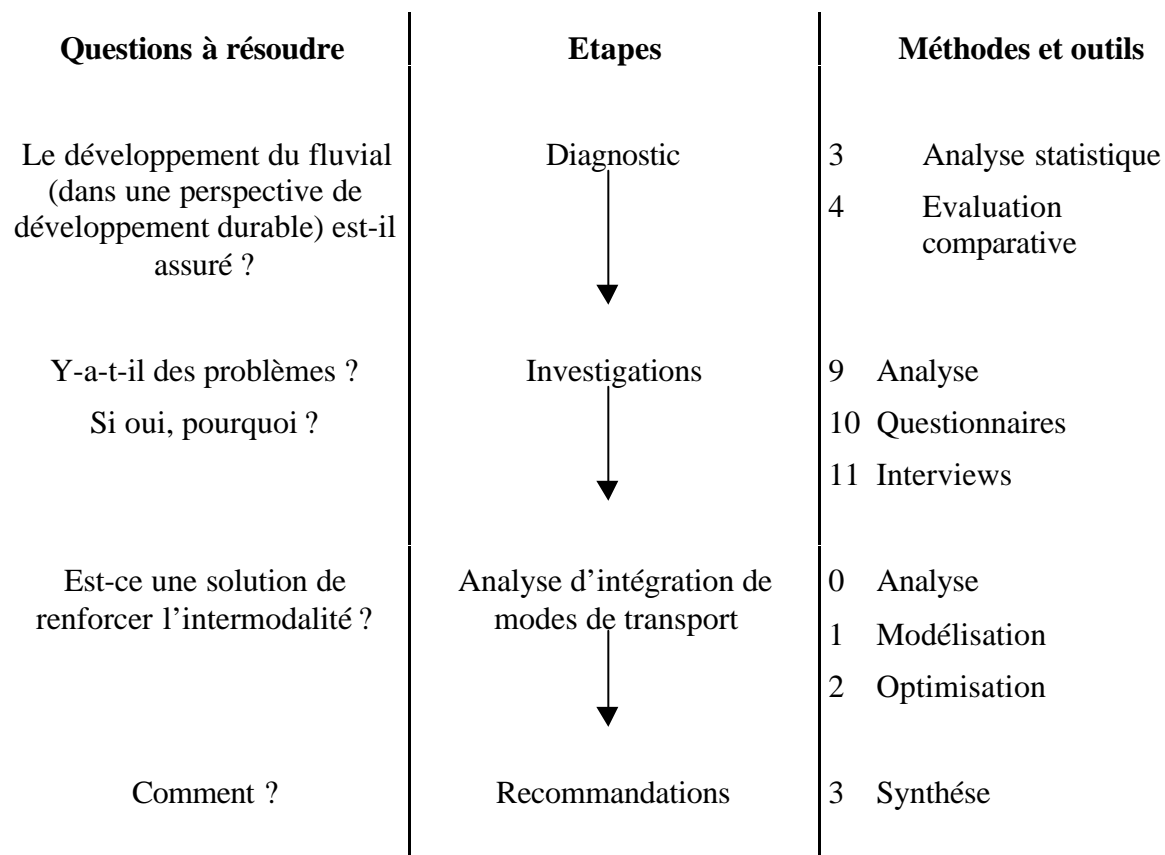 Questions à résoudre
Etapes
Méthodes et outils
Le développement du fluvial
(dans une perspective de
développement durable) est-il
assuré ?
Diagnostic
3 Analyse statistique
4 Evaluation
comparative
Y-a-t-il des problèmes ?
Si oui, pourquoi ?
Investigations
9 Analyse
10 Questionnaires
11 Interviews
Est-ce une solution de
renforcer l’intermodalité ?
Analyse d’intégration de
modes de transport
0 Analyse
1 Modélisation
2 Optimisation
Comment ?
Recommandations
3 Synthése